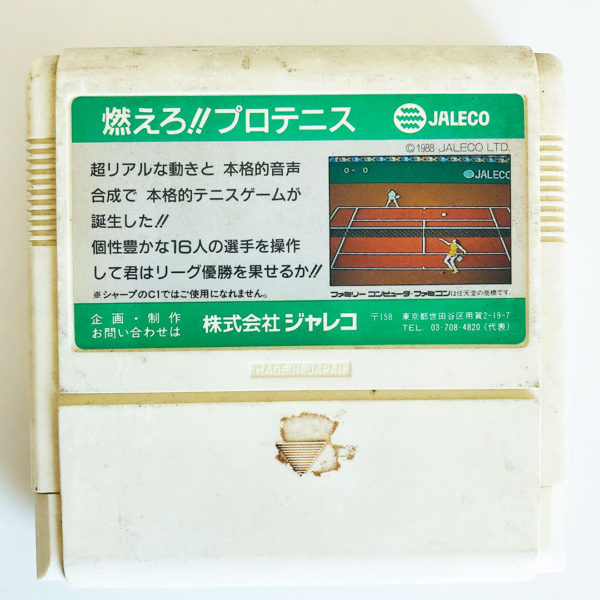 燃えろ!!プロテニス
JALECO
©1988 JALECO LTD.
超リアルな動きと 本格的音声
合成で 本格的テニスゲームが
誕生した!!
個性豊かな16人の選手を操作
して君はリーグ優勝を果せるか!!
※シャープのC1ではご使用になれません。
0- 0
JALECO
ファミリーコンピュータ・ファミコンは任天堂の商標です.
企画・制作
お問い合わせは
株式会社 ジャレコ
〒158 東京都世田谷区用賀2-19-7
TEL. 03-708-4820 (代表)
MADE IN JAPAN